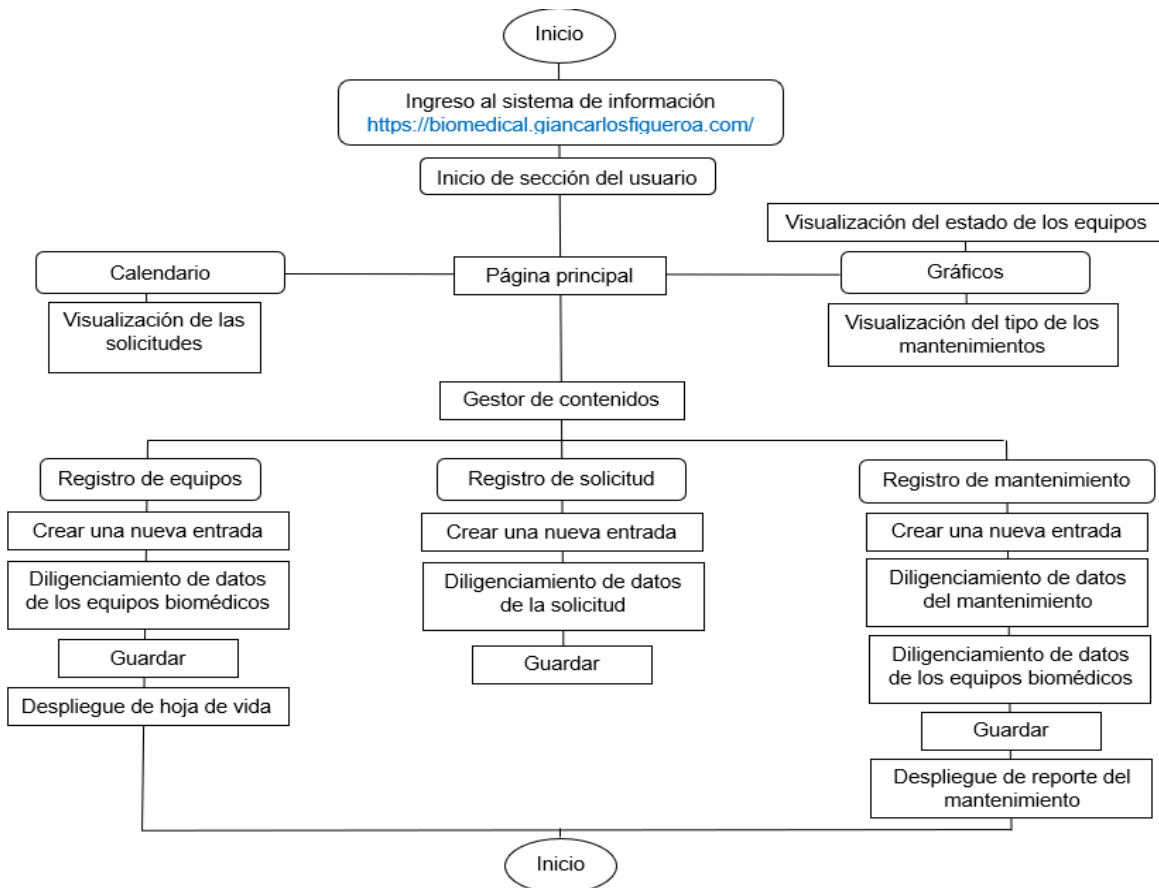 Inicio
Ingreso al sistema de información
https://biomedical.giancarlosfigueroa.com/
Inicio de sección del usuario
Visualización del estado de los equipos
Calendario
Página principal
Gráficos
Visualización de las
solicitudes
Visualización del tipo de los
mantenimientos
Gestor de contenidos
Registro de equipos
Crear una nueva entrada
Diligenciamiento de datos
de los equipos biomédicos
Guardar
Despliegue de hoja de vida
Registro de solicitud
Crear una nueva entrada
Diligenciamiento de datos
de la solicitud
Guardar
Registro de mantenimiento
Crear una nueva entrada
Diligenciamiento de datos
del mantenimiento
Diligenciamiento de datos
de los equipos biomédicos
Guardar
Despliegue de reporte del
mantenimiento
Inicio